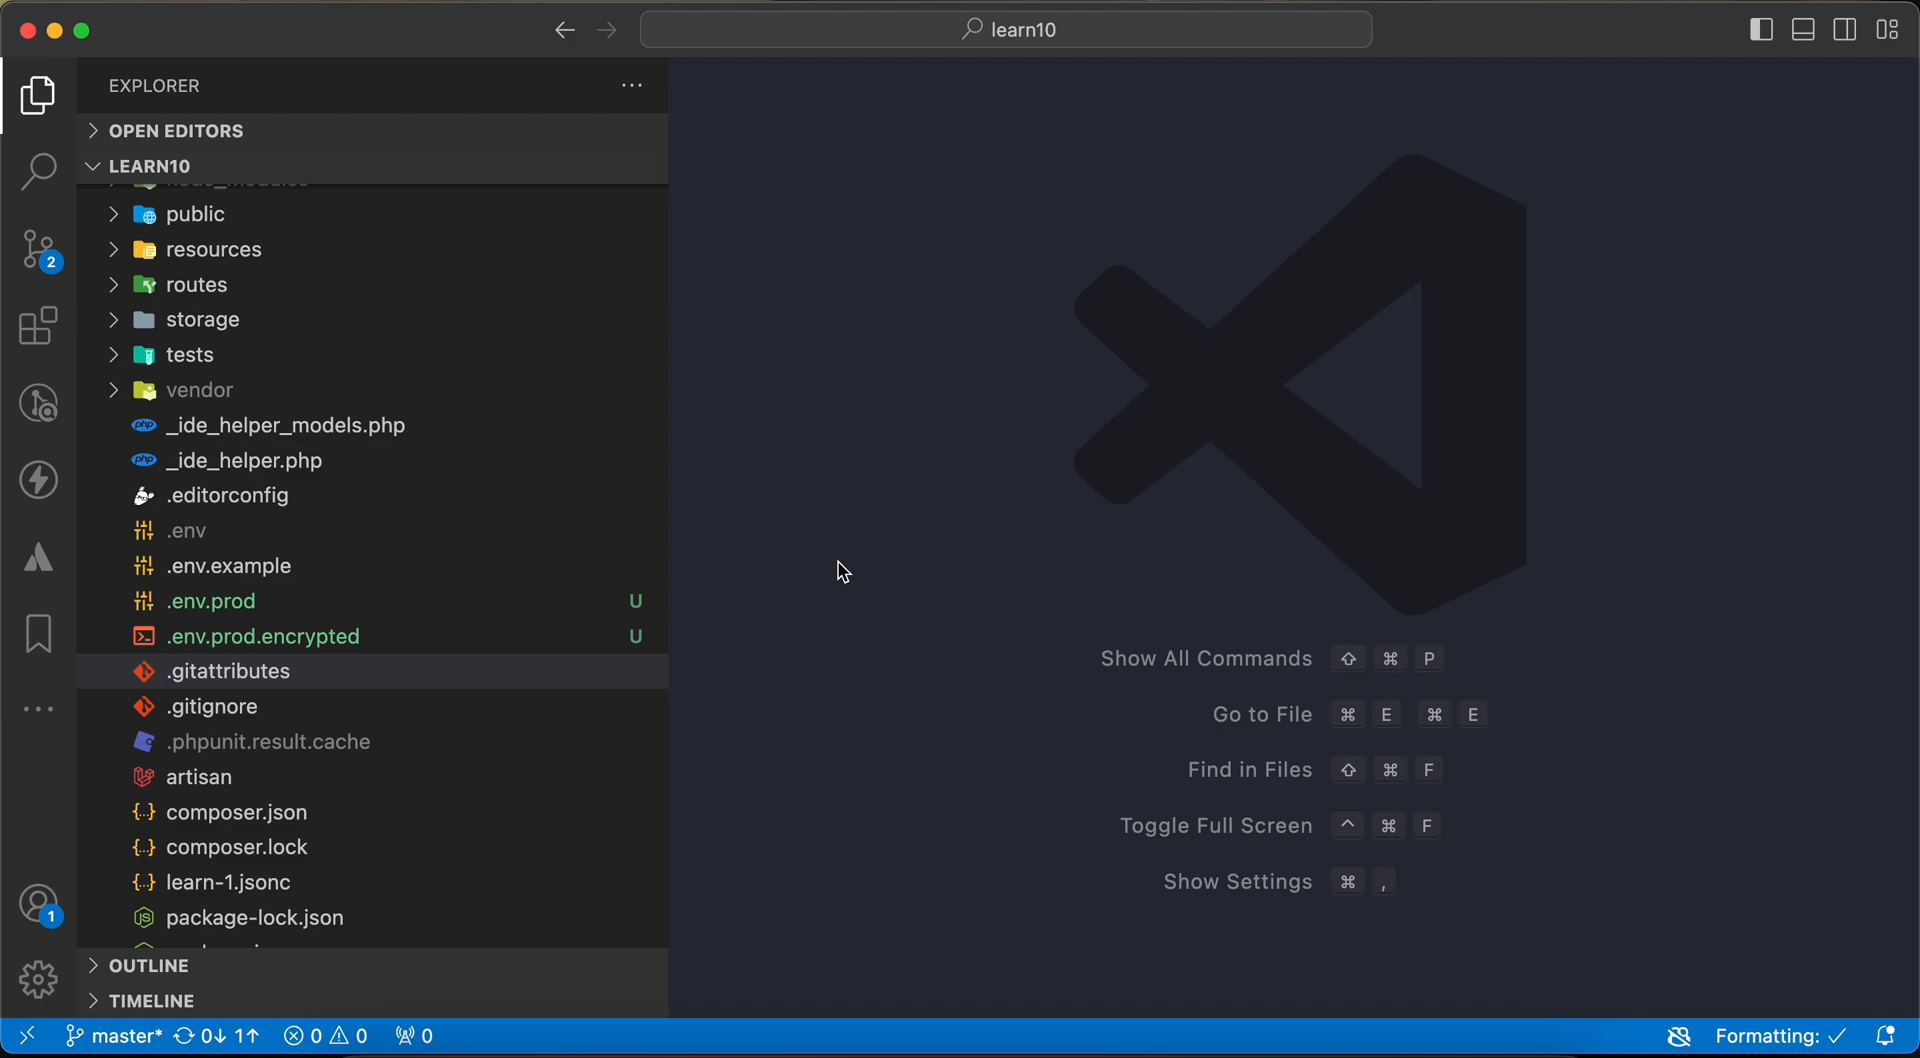 learn10
EXPLORER
OPEN EDITORS
LEARN10
node_modules
public
resources
routes
storage
tests
vendor
_ide_helper_models.php
_ide_helper.php
.editorconfig
.env
.env.example
.env.prod U
.env.prod.encrypted U
.gitattributes
.gitignore
.phpunit.result.cache
artisan
composer.json
composer.lock
learn-1.jsonc
package-lock.json
OUTLINE
TIMELINE
2
1
Show All Commands ⇧ ⌘ P
Go to File ⌘ E ⌘ E
Find in Files ⇧ ⌘ F
Toggle Full Screen ^ ⌘ F
Show Settings ⌘ ,
master* 0↓ 1↑ 0 0 0
Formatting: ✓